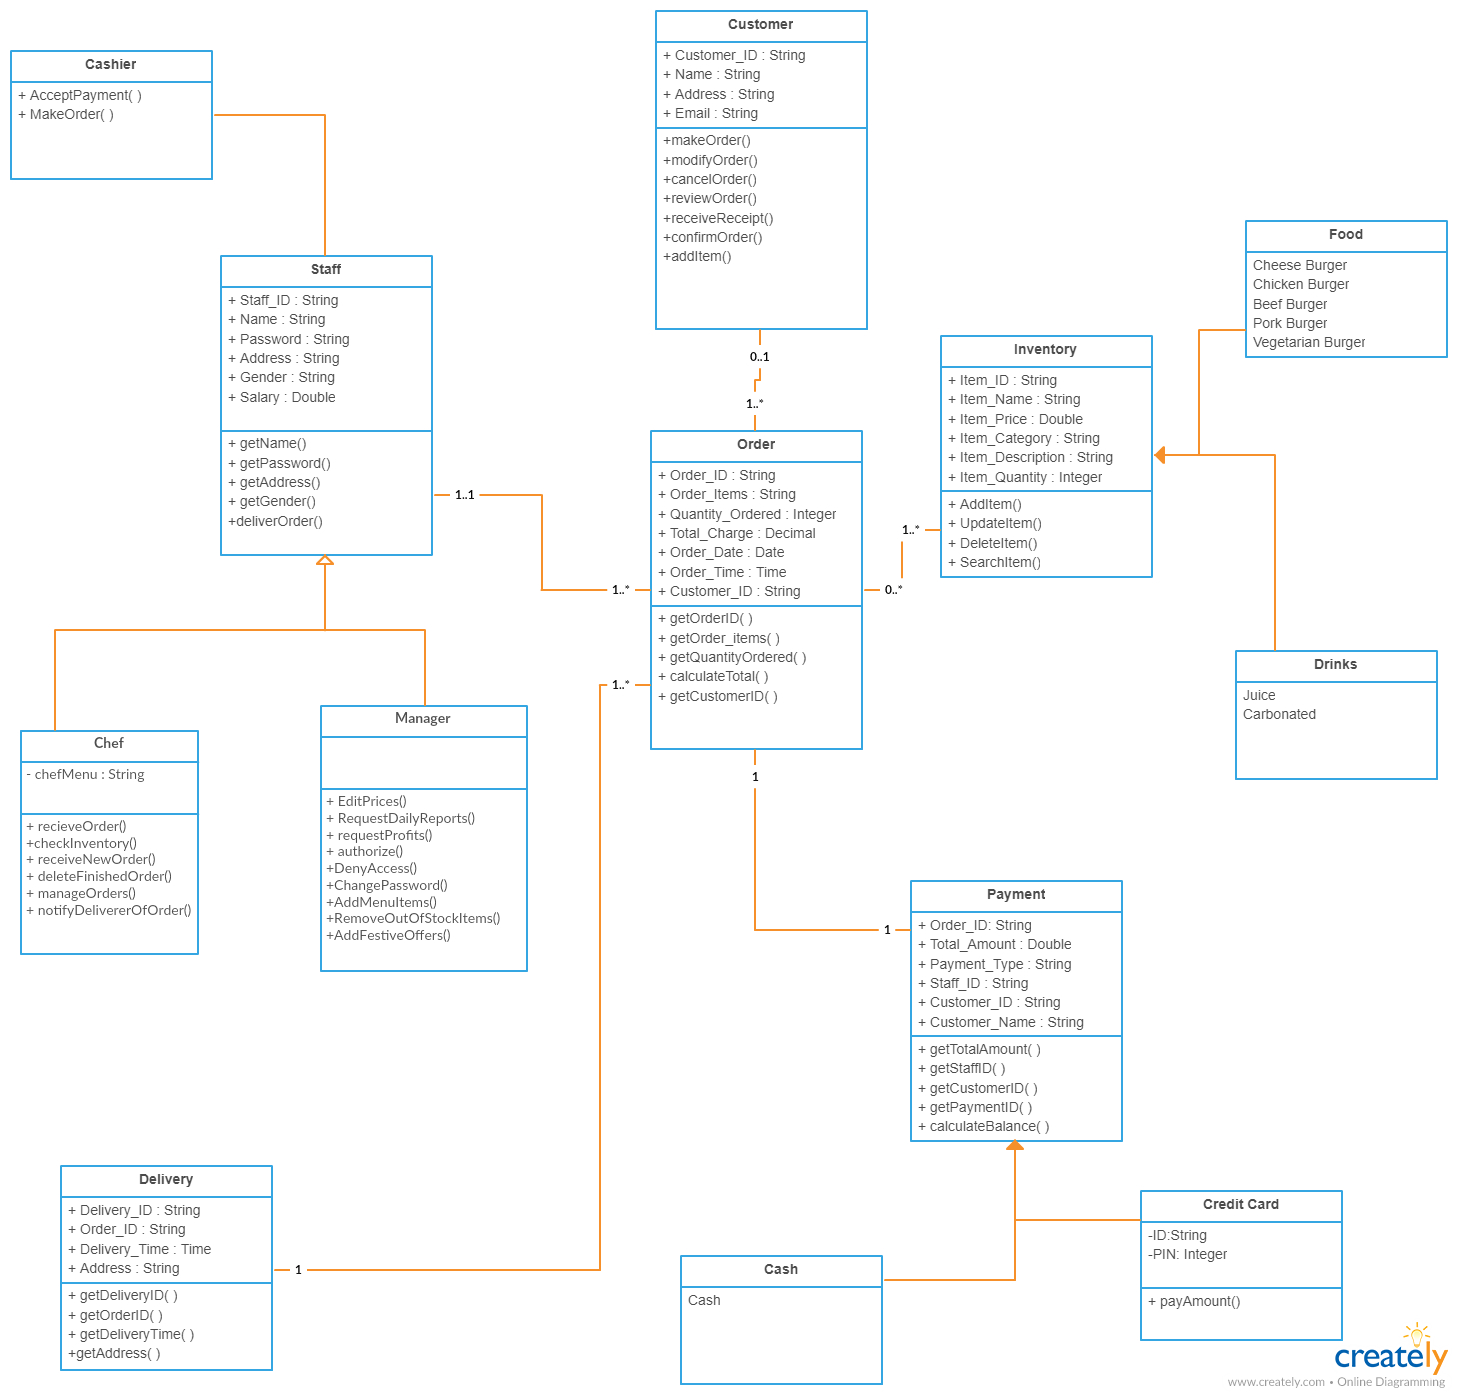 Customer
+ Customer_ID : String
+ Name : String
+ Address : String
+ Email : String
+makeOrder()
+modifyOrder()
+cancelOrder()
+reviewOrder()
+receiveReceipt()
+confirmOrder()
+addItem()
Cashier
+ AcceptPayment( )
+ MakeOrder( )
Staff
+ Staff_ID : String
+ Name : String
+ Password : String
+ Address : String
+ Gender : String
+ Salary : Double
+ getName()
+ getPassword()
+ getAddress()
+ getGender()
+deliverOrder()
Food
Cheese Burger
Chicken Burger
Beef Burger
Pork Burger
Vegetarian Burger
Inventory
+ Item_ID : String
+ Item_Name : String
+ Item_Price : Double
+ Item_Category : String
+ Item_Description : String
+ Item_Quantity : Integer
+ AddItem()
+ UpdateItem()
+ DeleteItem()
+ SearchItem()
0..1
1..*
Order
+ Order_ID : String
+ Order_Items : String
+ Quantity_Ordered : Integer
+ Total_Charge : Decimal
+ Order_Date : Date
+ Order_Time : Time
+ Customer_ID : String
+ getOrderID( )
+ getOrder_items( )
+ getQuantityOrdered( )
+ calculateTotal( )
+ getCustomerID( )
1..1
1..*
1..*
0..*
1..*
1
1
1
Drinks
Juice
Carbonated
Chef
- chefMenu : String
+ recieveOrder()
+checkInventory()
+ receiveNewOrder()
+ deleteFinishedOrder()
+ manageOrders()
+ notifyDelivererOfOrder()
Manager
+ EditPrices()
+ RequestDailyReports()
+ requestProfits()
+ authorize()
+DenyAccess()
+ChangePassword()
+AddMenuItems()
+RemoveOutOfStockItems()
+AddFestiveOffers()
Payment
+ Order_ID: String
+ Total_Amount : Double
+ Payment_Type : String
+ Staff_ID : String
+ Customer_ID : String
+ Customer_Name : String
+ getTotalAmount( )
+ getStaffID( )
+ getCustomerID( )
+ getPaymentID( )
+ calculateBalance( )
Delivery
+ Delivery_ID : String
+ Order_ID : String
+ Delivery_Time : Time
+ Address : String
+ getDeliveryID( )
+ getOrderID( )
+ getDeliveryTime( )
+getAddress( )
Cash
Cash
Credit Card
-ID:String
-PIN: Integer
+ payAmount()
creately
www.creately.com • Online Diagramming